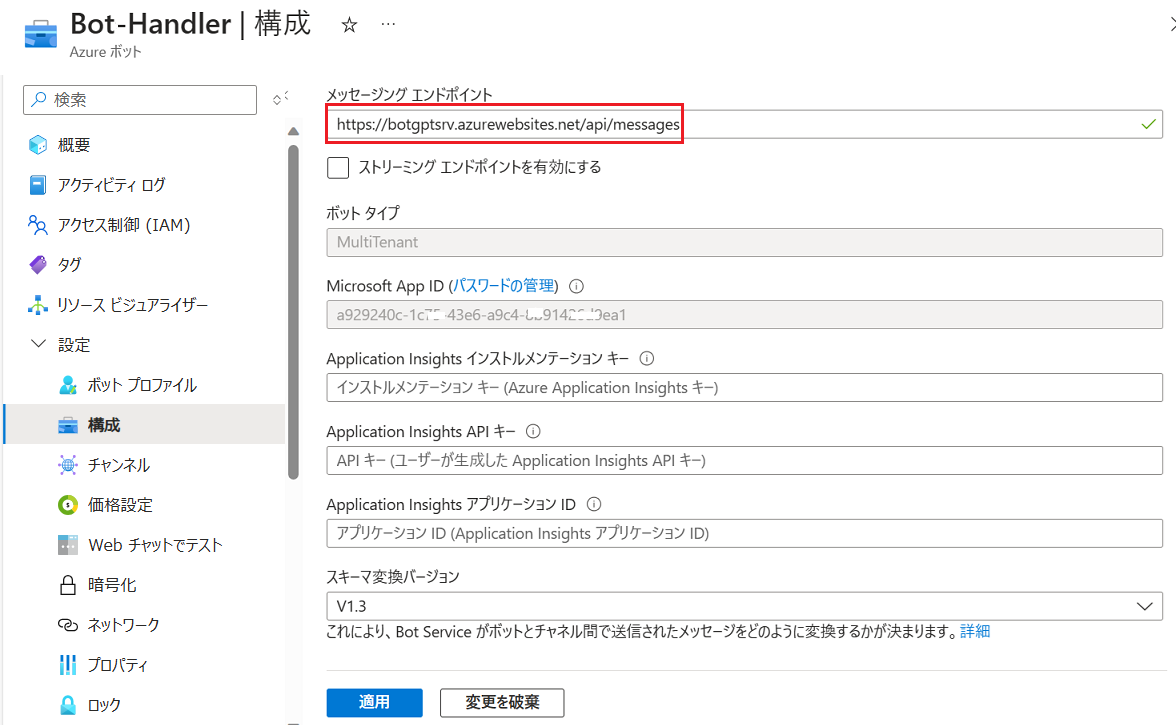 Bot-Handler | 構成
Azure ボット
検索
概要
アクティビティ ログ
アクセス制御 (IAM)
タグ
リソース ビジュアライザー
設定
ボット プロファイル
構成
チャンネル
価格設定
Web チャットでテスト
暗号化
ネットワーク
プロパティ
ロック
メッセージング エンドポイント
https://botgptsrv.azurewebsites.net/api/messages
ストリーミング エンドポイントを有効にする
ボット タイプ
MultiTenant
Microsoft App ID (パスワードの管理)
Application Insights インストルメンテーション キー
インストルメンテーション キー (Azure Application Insights キー)
Application Insights API キー
API キー (ユーザーが生成した Application Insights API キー)
Application Insights アプリケーション ID
アプリケーション ID (Application Insights アプリケーション ID)
スキーマ変換バージョン
V1.3
これにより、Bot Service がボットとチャネル間で送信されたメッセージをどのように変換するかが決まります。詳細
適用
変更を破棄